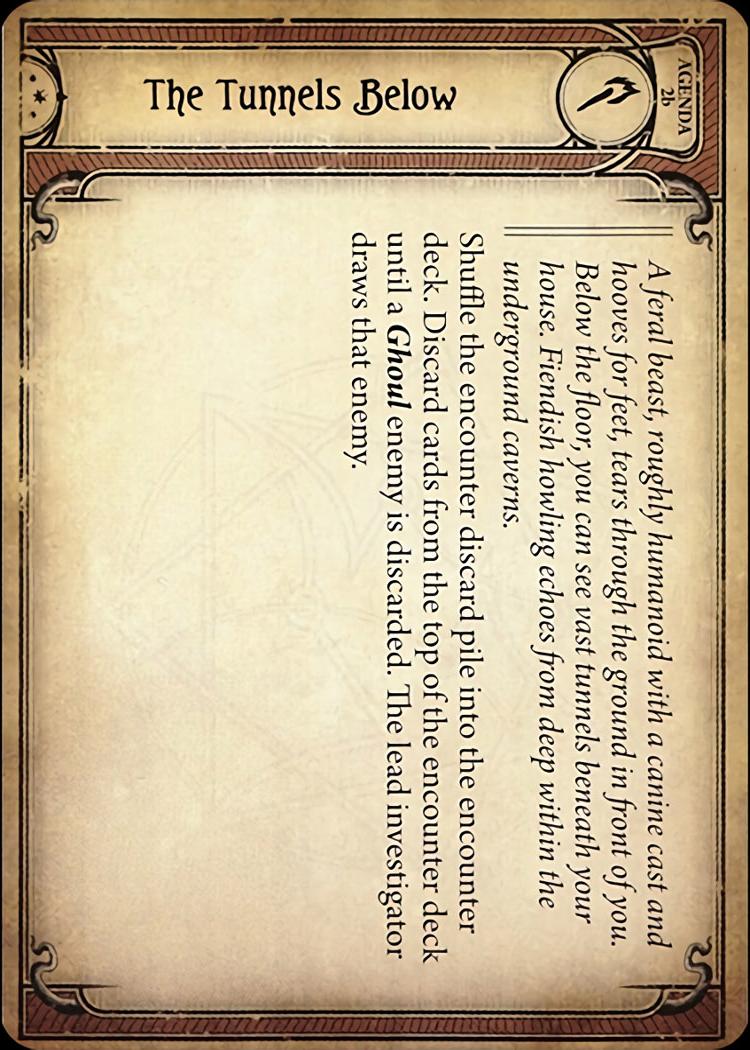 AGENDA
2b
The Tunnels Below
A feral beast, roughly humanoid with a canine cast and
hooves for feet, tears through the ground in front of you.
Below the floor, you can see vast tunnels beneath your
house. Fiendish howling echoes from deep within the
underground caverns.
Shuffle the encounter discard pile into the encounter
deck. Discard cards from the top of the encounter deck
until a Ghoul enemy is discarded. The lead investigator
draws that enemy.